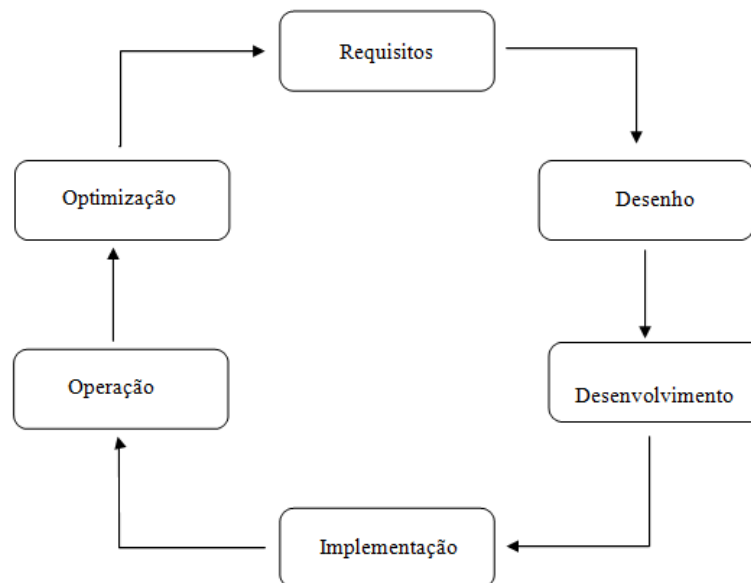 Requisitos
Desenho
Desenvolvimento
Implementação
Operação
Optimização